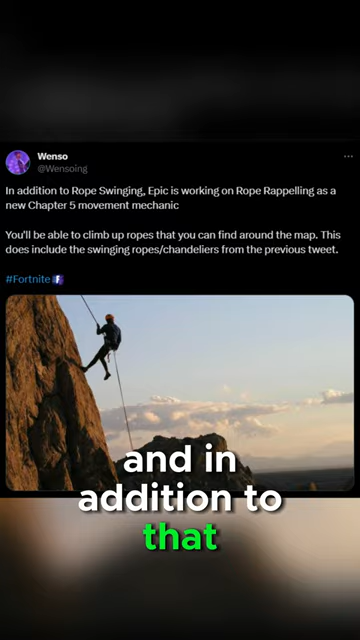 Wenso
@Wensoing
In addition to Rope Swinging, Epic is working on Rope Rappelling as a
new Chapter 5 movement mechanic
You'll be able to climb up ropes that you can find around the map. This
does include the swinging ropes/chandeliers from the previous tweet.
#Fortnite
and in
addition to
that